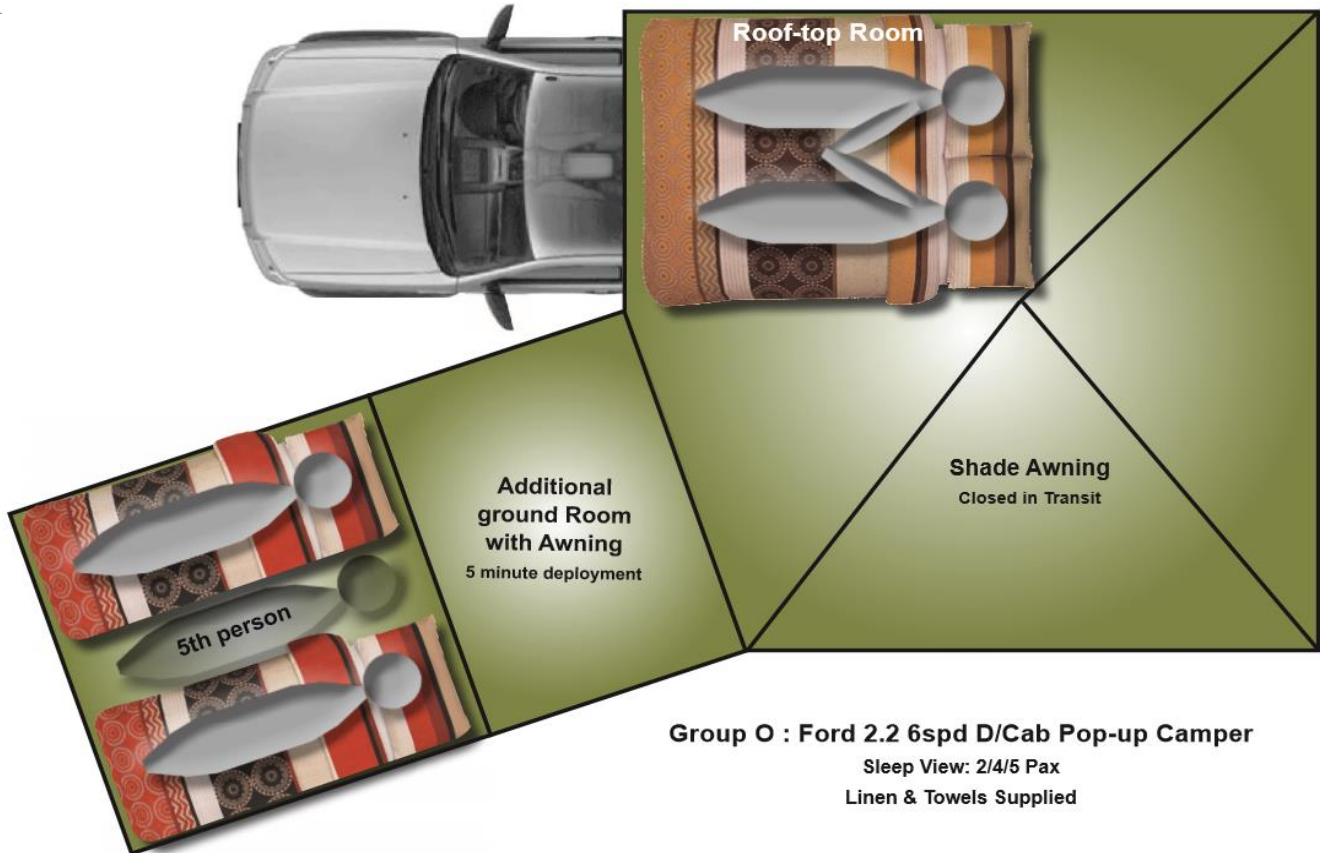 Roof-top Room
Additional
ground Room
with Awning
5 minute deployment
Shade Awning
Closed in Transit
5th person
Group O : Ford 2.2 6spd D/Cab Pop-up Camper
Sleep View: 2/4/5 Pax
Linen & Towels Supplied